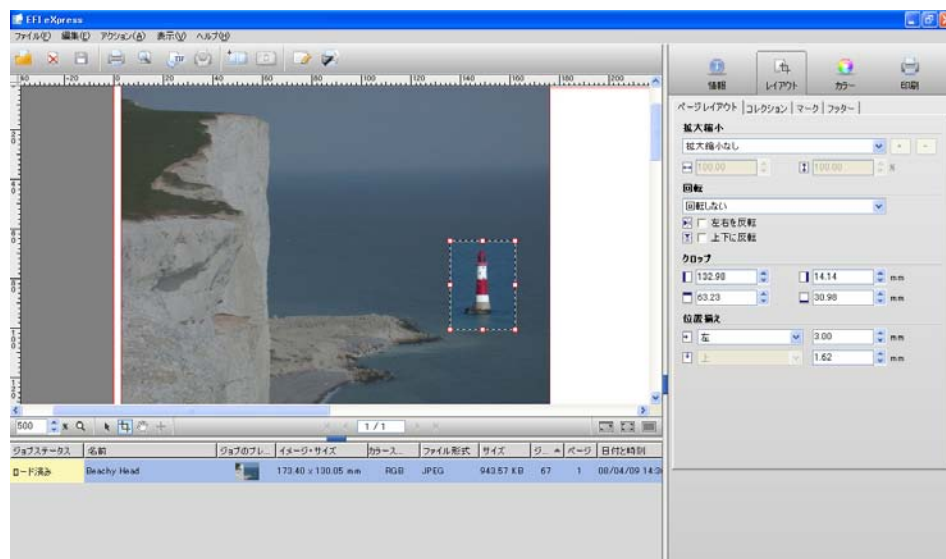 EFI eXpress
ファイル(F) 編集(E) アクション(A) 表示(V) ヘルプ(H)
情報 レイアウト カラー 印刷
ページレイアウト コレクション マーク フッター
拡大縮小
拡大縮小なし
100.00 100.00 %
回転
回転しない
左右を反転
上下に反転
クロップ
132.98 14.14 mm
63.23 30.98 mm
位置揃え
左 3.00 mm
上 1.62 mm
500 % 1 / 1
ジョブステータス 名前 ジョブのプレ... イメージ・サイズ カラース... ファイル形式 サイズ ジ... ページ 日付と時刻
ロード済み Beachy Head 173.40 x 130.05 mm RGB JPEG 943.57 KB 67 1 08/04/09 14:3